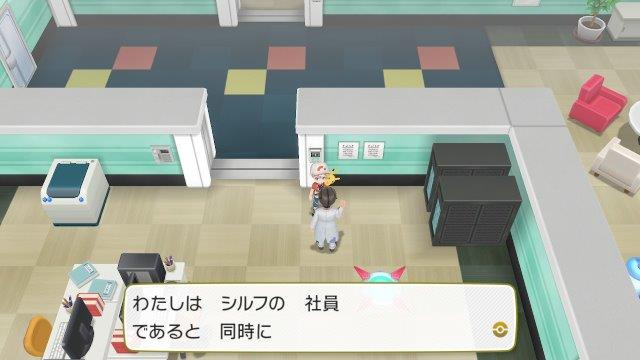 わたしは　シルフの　社員
であると　同時に